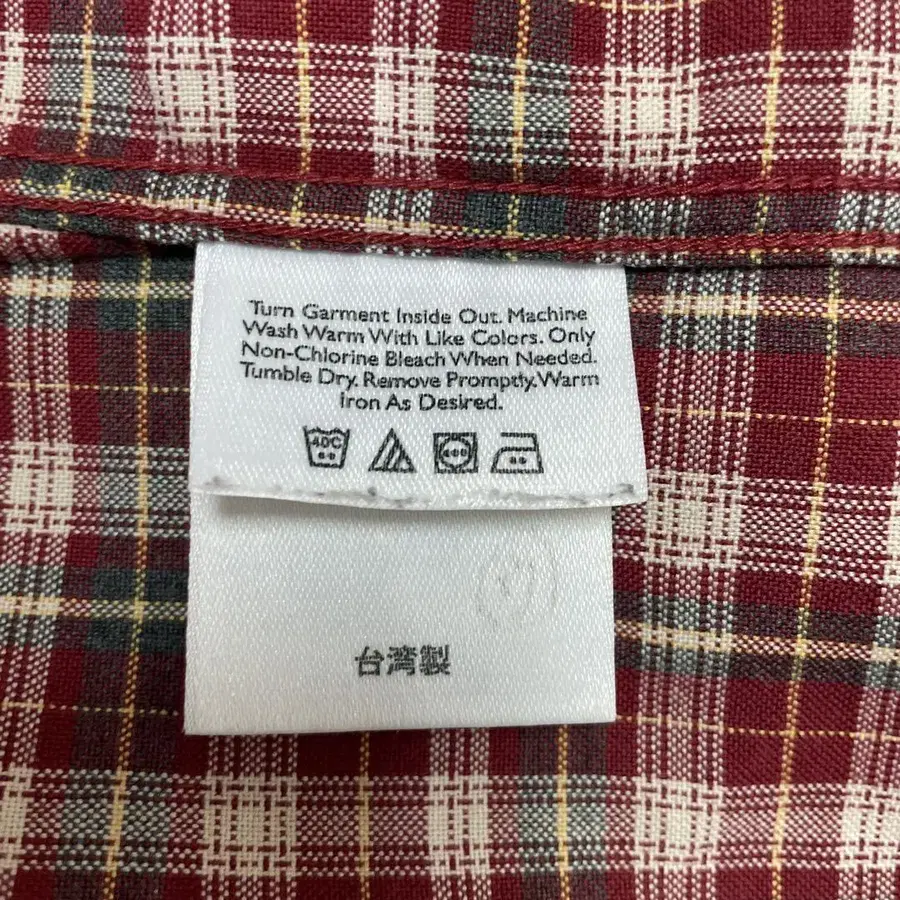 Turn Garment Inside Out. Machine
Wash Warm With Like Colors. Only
Non-Chlorine Bleach When Needed.
Tumble Dry. Remove Promptly. Warm
Iron As Desired.
40C
台湾製